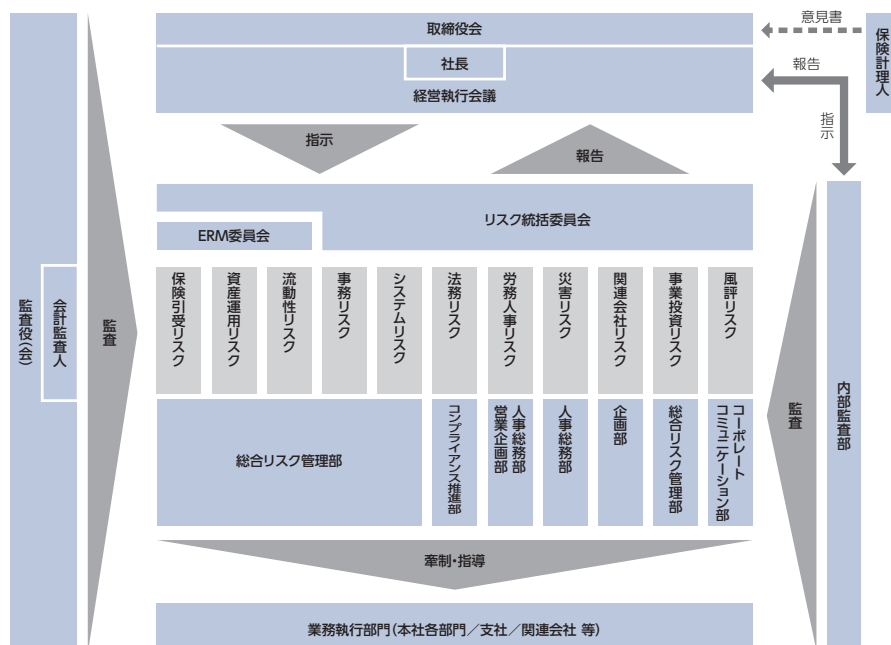 取締役会
社長
経営執行会議
意見書
保険計理人
報告
指示
指示
報告
リスク統括委員会
ERM委員会
監査役(会)
会計監査人
監査
保険引受リスク
資産運用リスク
流動性リスク
事務リスク
システムリスク
法務リスク
労務人事リスク
災害リスク
関連会社リスク
事業投資リスク
風評リスク
総合リスク管理部
コンプライアンス推進部
人事総務部
営業企画部
人事総務部
企画部
総合リスク管理部
コーポレート
コミュニケーション部
監査
内部監査部
牽制・指導
業務執行部門(本社各部門／支社／関連会社 等)